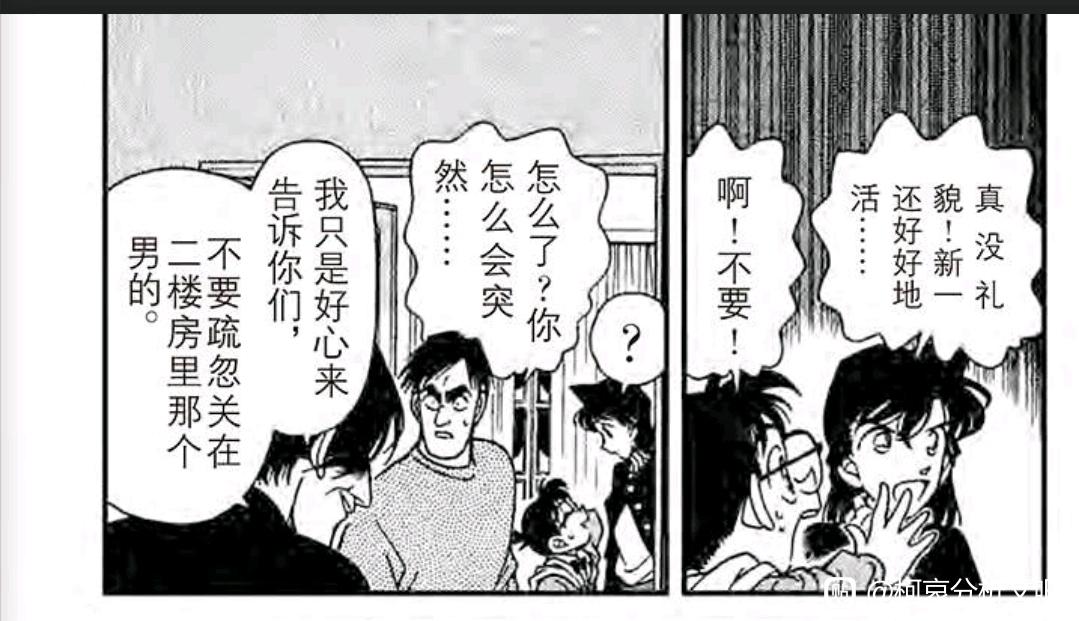 真没礼
貌！新一
还好好地
活……
啊！不要！
？
怎么了？你
怎么会突
然……
我只是好心来
告诉你们，
不要疏忽关在
二楼房里那个
男的。